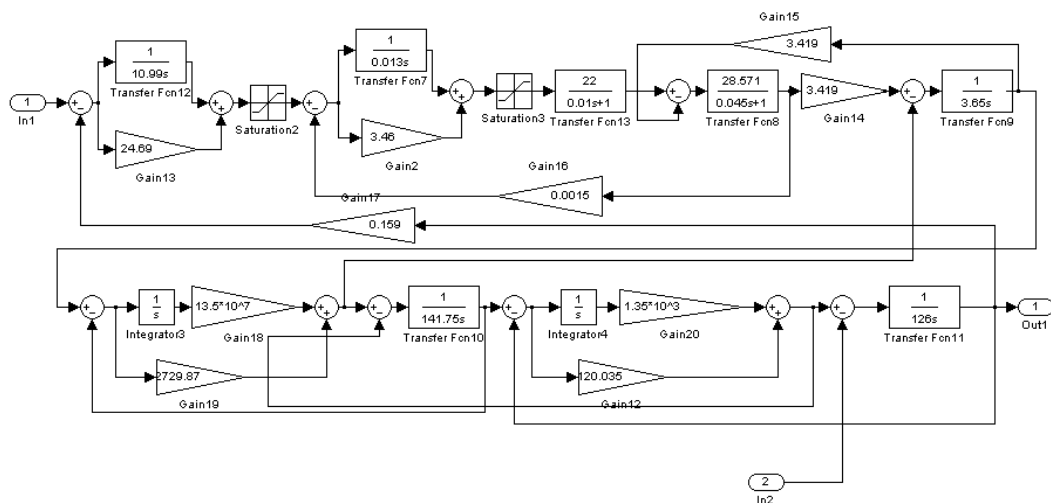 Gain15
3.419
1
10.99s
Transfer Fcn12
1
0.013s
Transfer Fcn7
1
In1
Saturation2
Saturation3
22
0.01s+1
Transfer Fcn13
28.571
0.045s+1
Transfer Fcn8
3.419
Gain14
1
3.65s
Transfer Fcn9
24.69
Gain13
3.46
Gain2
Gain16
0.0015
Gain17
0.159
1
s
Integrator3
13.5*10^7
Gain18
1
141.75s
Transfer Fcn10
1
s
Integrator4
1.35*10^3
Gain20
1
126s
Transfer Fcn11
1
Out1
2729.87
Gain19
120.035
Gain12
2
In2